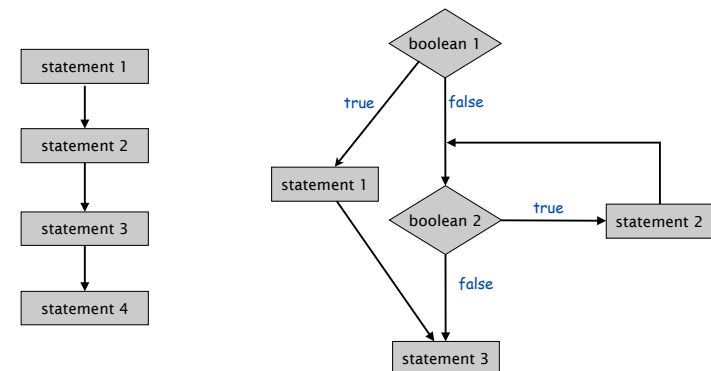 statement 1
statement 2
statement 3
statement 4
boolean 1
true
false
statement 1
boolean 2
true
statement 2
false
statement 3